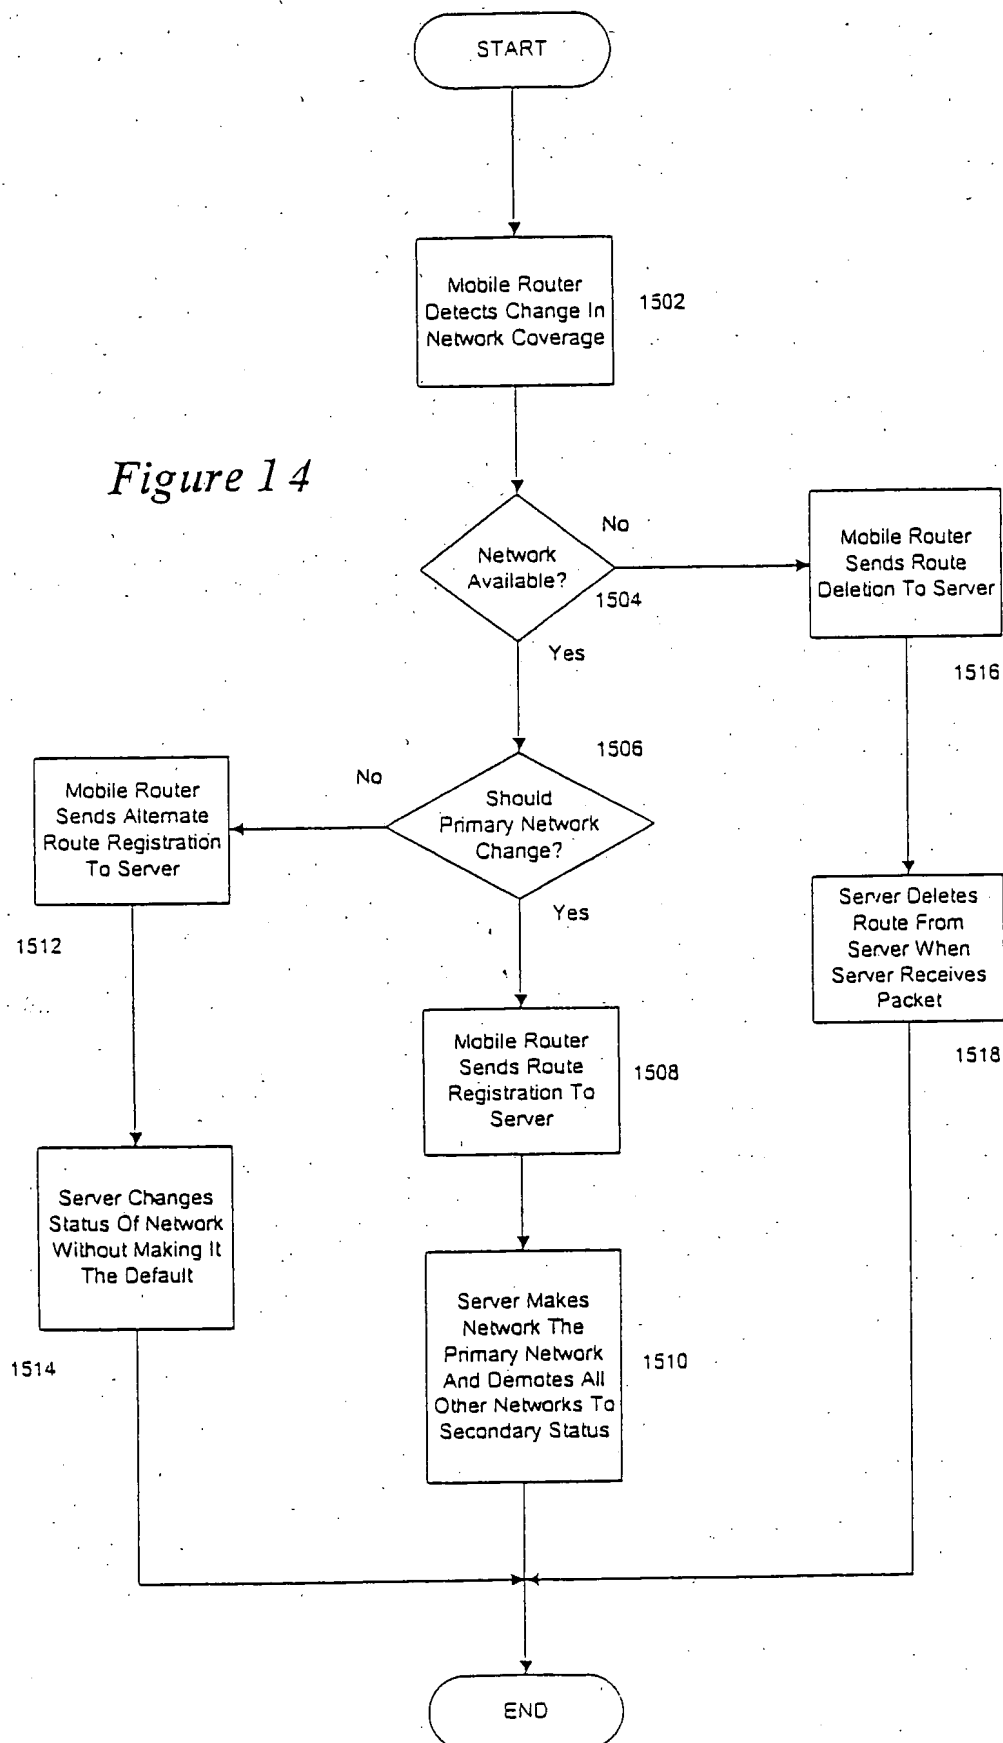 START
Mobile Router
Detects Change In
Network Coverage
1502
Figure 14
Network
Available?
1504
No
Yes
Mobile Router
Sends Route
Deletion To Server
1516
1506
Should
Primary Network
Change?
No
Yes
Mobile Router
Sends Alternate
Route Registration
To Server
1512
Server Deletes
Route From
Server When
Server Receives
Packet
1518
Mobile Router
Sends Route
Registration To
Server
1508
Server Changes
Status Of Network
Without Making It
The Default
1514
Server Makes
Network The
Primary Network
And Demotes All
Other Networks To
Secondary Status
1510
END